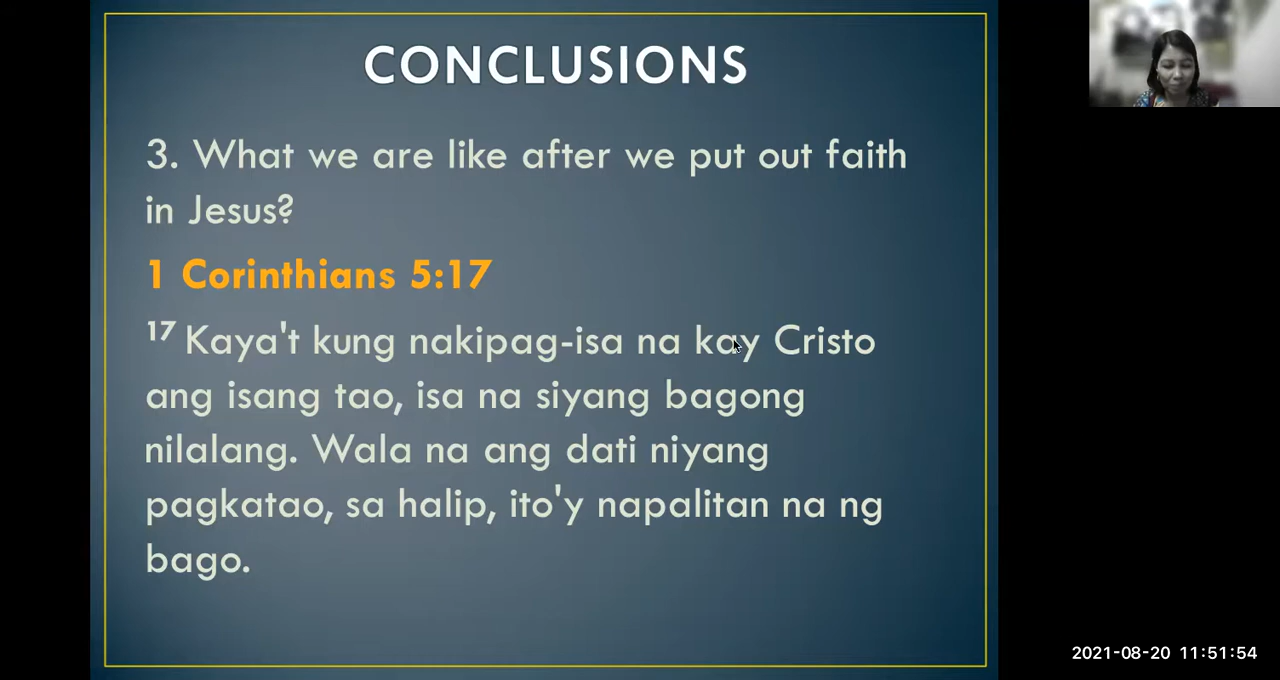 CONCLUSIONS
3. What we are like after we put out faith
in Jesus?
1 Corinthians 5:17
¹⁷ Kaya't kung nakipag-isa na kay Cristo
ang isang tao, isa na siyang bagong
nilalang. Wala na ang dati niyang
pagkatao, sa halip, ito'y napalitan na ng
bago.
2021-08-20 11:51:54